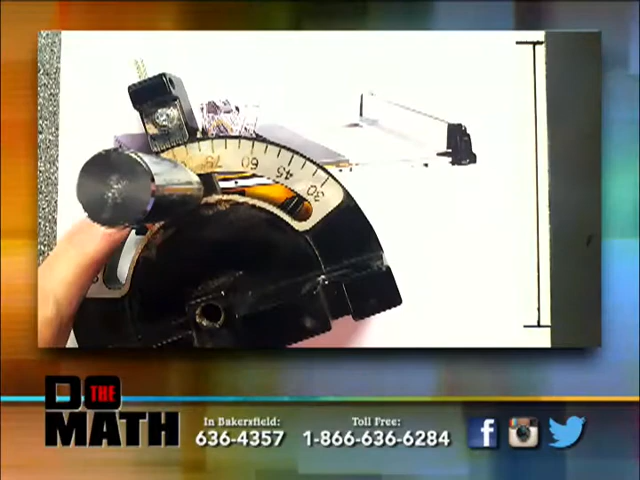 75 60 45 30
DO THE MATH
In Bakersfield:
636-4357
Toll Free:
1-866-636-6284